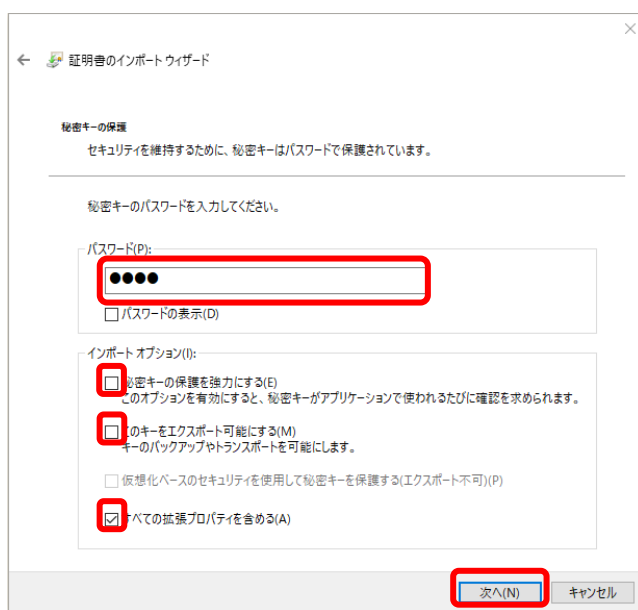 証明書のインポート ウィザード
秘密キーの保護
セキュリティを維持するために、秘密キーはパスワードで保護されています。
秘密キーのパスワードを入力してください。
パスワード(P):
●●●●
パスワードの表示(D)
インポート オプション(I):
秘密キーの保護を強力にする(E)
このオプションを有効にすると、秘密キーがアプリケーションで使われるたびに確認を求められます。
このキーをエクスポート可能にする(M)
キーのバックアップやトランスポートを可能にします。
仮想化ベースのセキュリティを使用して秘密キーを保護する(エクスポート不可)(P)
すべての拡張プロパティを含める(A)
次へ(N)
キャンセル